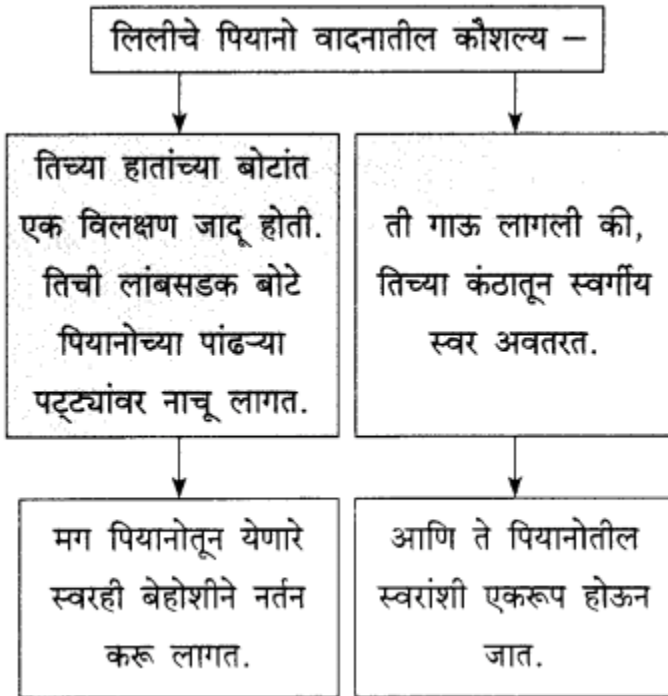 लिलीचे पियानो वादनातील कौशल्य –
तिच्या हातांच्या बोटांत
एक विलक्षण जादू होती.
तिची लांबसडक बोटे
पियानोच्या पांढऱ्या
पट्ट्यांवर नाचू लागत.
ती गाऊ लागली की,
तिच्या कंठातून स्वर्गीय
स्वर अवतरत.
मग पियानोतून येणारे
स्वरही बेहोशीने नर्तन
करू लागत.
आणि ते पियानोतील
स्वरांशी एकरूप होऊन
जात.